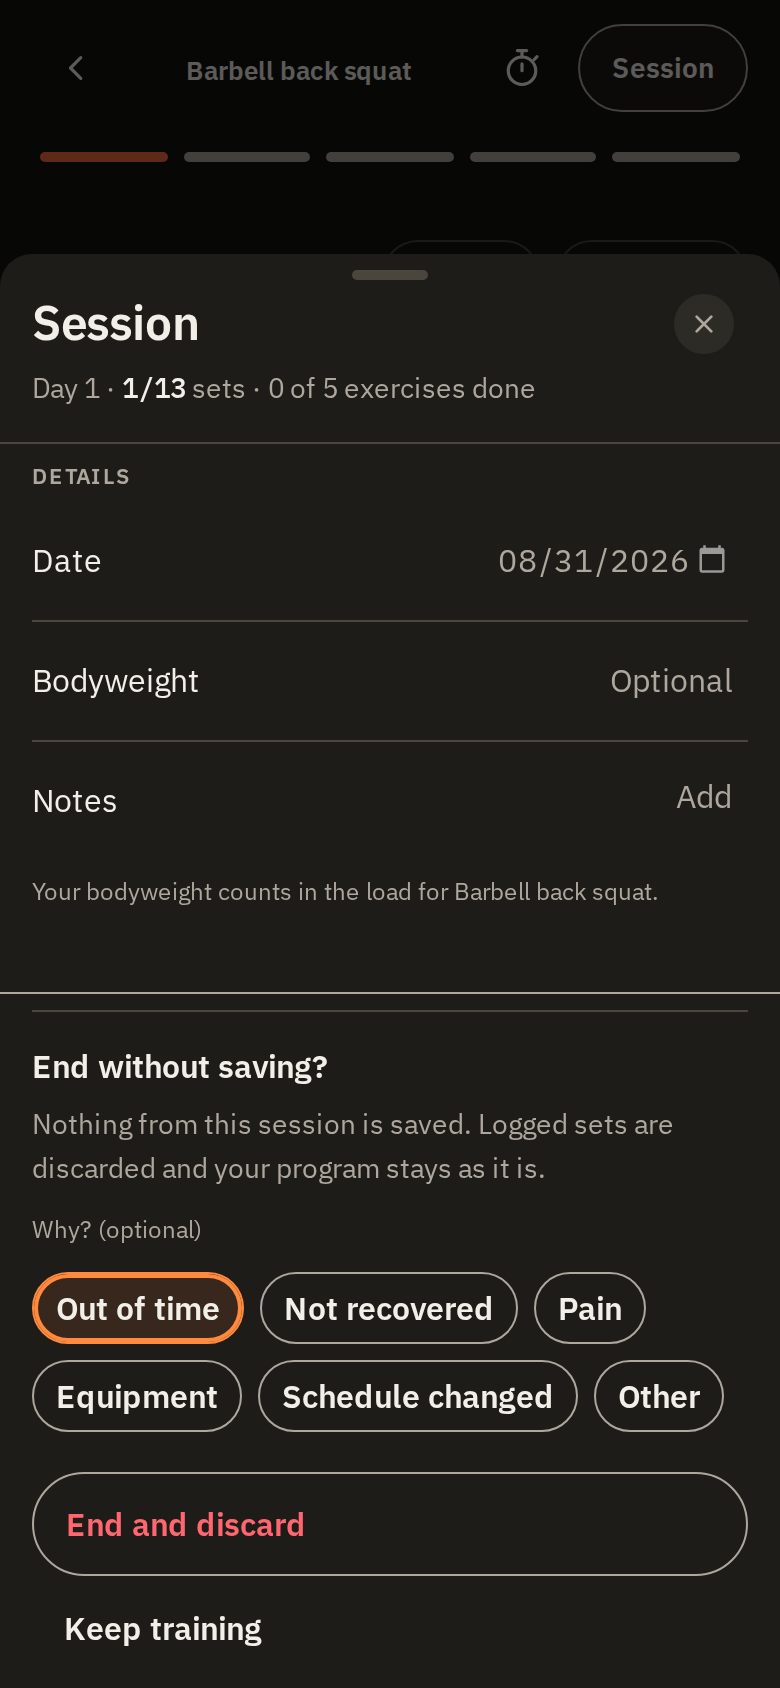 Barbell back squat
Session
Session
Day 1 · 1/13 sets · 0 of 5 exercises done
DETAILS
Date
08/31/2026
Bodyweight
Optional
Notes
Add
Your bodyweight counts in the load for Barbell back squat.
End without saving?
Nothing from this session is saved. Logged sets are
discarded and your program stays as it is.
Why? (optional)
Out of time
Not recovered
Pain
Equipment
Schedule changed
Other
End and discard
Keep training